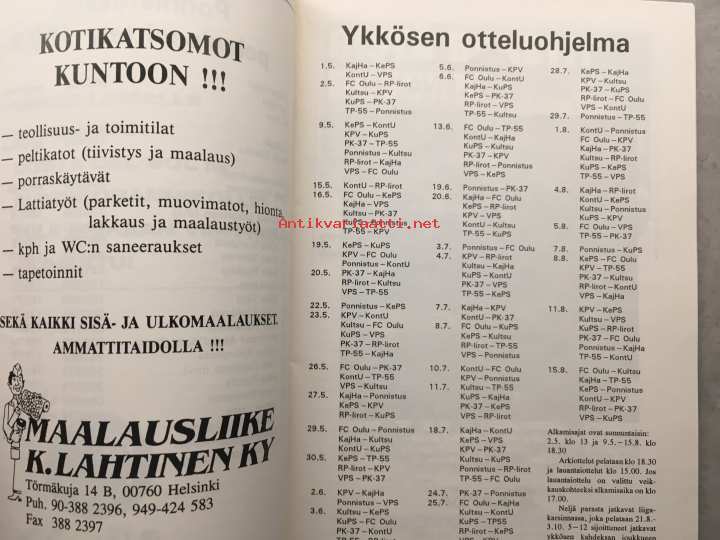 KOTIKATSOMOT
KUNTOON !!!
— teollisuus- ja toimitilat
— peltikatot (tiivistys ja maalaus)
— porraskäytävät
— Lattiatyöt (parketit, muovimatot, hionta,
lakkaus ja maalaustyöt)
— kph ja WC:n saneeraukset
— tapetoinnit
SEKÄ KAIKKI SISÄ- JA ULKOMAALAUKSET.
AMMATTITAIDOLLA !!!
MAALAUSLIIKE
K.LAHTINEN KY
Törmäkuja 14 B, 00760 Helsinki
Puh. 90-388 2396, 949-424 583
Fax 388 2397
Ykkösen otteluohjelma
1.5. KajHa – KePS
KontU – VPS
2.5. FC Oulu – RP-Iirot
Kultsu – KPV
KuPS – PK-37
TP-55 – Ponnistus
9.5. KePS – KontU
KPV – KuPS
PK-37 – TP-55
Ponnistus – Kultsu
RP-Iirot – KajHa
VPS – FC Oulu
15.5. KontU – RP-Iirot
16.5. FC Oulu – KePS
KajHa – VPS
Kultsu – PK-37
KuPS – Ponnistus
TP-55 – KPV
19.5. KePS – KuPS
KPV – FC Oulu
Ponnistus – KontU
20.5. PK-37 – KajHa
RP-Iirot – Kultsu
VPS – TP-55
22.5. Ponnistus – KePS
23.5. KPV – KontU
Kultsu – FC Oulu
KuPS – VPS
PK-37 – RP-Iirot
TP-55 – KajHa
26.5. FC Oulu – PK-37
KontU – TP-55
VPS – Kultsu
27.5. KajHa – Ponnistus
KePS – KPV
RP-Iirot – KuPS
29.5. FC Oulu – Ponnistus
KajHa – Kultsu
KontU – KuPS
30.5. KePS – TP-55
RP-Iirot – KPV
VPS – PK-37
2.6. KPV – KajHa
Ponnistus – VPS
3.6. Kultsu – KePS
KuPS – FC Oulu
PK-37 – KontU
TP-55 – RP-Iirot
5.6. Ponnistus – KPV
6.6. FC Oulu – KontU
KajHa – KuPS
KePS – PK-37
RP-Iirot – VPS
TP-55 – Kultsu
13.6. FC Oulu – TP-55
KontU – KajHa
KuPS – Kultsu
PK-37 – KPV
RP-Iirot – Ponnistus
VPS – KePS
19.6. Ponnistus – PK-37
20.6. KajHa – FC Oulu
KePS – RP-Iirot
KPV – VPS
Kultsu – KontU
TP-55 – KuPS
3.7. Ponnistus – FC Oulu
4.7. KPV – RP-Iirot
Kultsu – KajHa
KuPS – KontU
PK-37 – VPS
TP-55 – KePS
7.7. KajHa – KPV
KontU – PK-37
8.7. FC Oulu – KuPS
KePS – Kultsu
RP-Iirot – TP-55
VPS – Ponnistus
10.7. KontU – FC Oulu
KPV – Ponnistus
11.7. Kultsu – TP-55
KuPS – KajHa
PK-37 – KePS
VPS – RP-Iirot
18.7. KajHa – KontU
KePS – VPS
KPV – PK-37
Kultsu – KuPS
Ponnistus – RP-Iirot
TP-55 – FC Oulu
24.7. PK-37 – Ponnistus
25.7. FC Oulu – KajHa
KontU – Kultsu
KuPS – TP55
RP-Iirot – KePS
VPS – KPV
28.7. KePS – KajHa
KPV – Kultsu
PK-37 – KuPS
RP-Iirot – FC Oulu
VPS – KontU
29.7. Ponnistus – TP-55
1.8. KontU – Ponnistus
FC Oulu – KPV
KajHa – PK-37
Kultsu – RP-Iirot
KuPS – KePS
TP-55 – VPS
4.8. KajHa – RP-Iirot
KontU – KePS
Kultsu – Ponnistus
KuPS – KPV
5.8. FC Oulu – VPS
TP-55 – PK-37
7.8. Ponnistus – KuPS
8.8. KePS – FC Oulu
KPV – TP-55
PK-37 – Kultsu
RP-Iirot – KontU
VPS – KajHa
11.8. KPV – KePS
Kultsu – VPS
KuPS – RP-Iirot
PK-37 – FC Oulu
Ponnistus – KajHa
TP-55 – KontU
15.8. FC Oulu – Kultsu
KajHa – TP-55
KePS – Ponnistus
KontU – KPV
RP-Iirot – PK-37
VPS – KuPS
Alkamisajat ovat sunnuntaisin:
2.5. klo 13 ja 9.5.–15.8. klo
18.30
Arkiottelut pelataan klo 18.30
ja lauantaiottelut klo 15.00. Jos
lauantaiottelu on valittu veik-
kauskohteeksi alkamisaika on klo
17.00.
Neljä parasta jatkavat liiga-
karsinnassa, joka pelataan 21.8.-
3.10. 5–12 sijoittuneet jatkavat
ykkösen kahdeksan joukkueen
Antikvariaatti.net